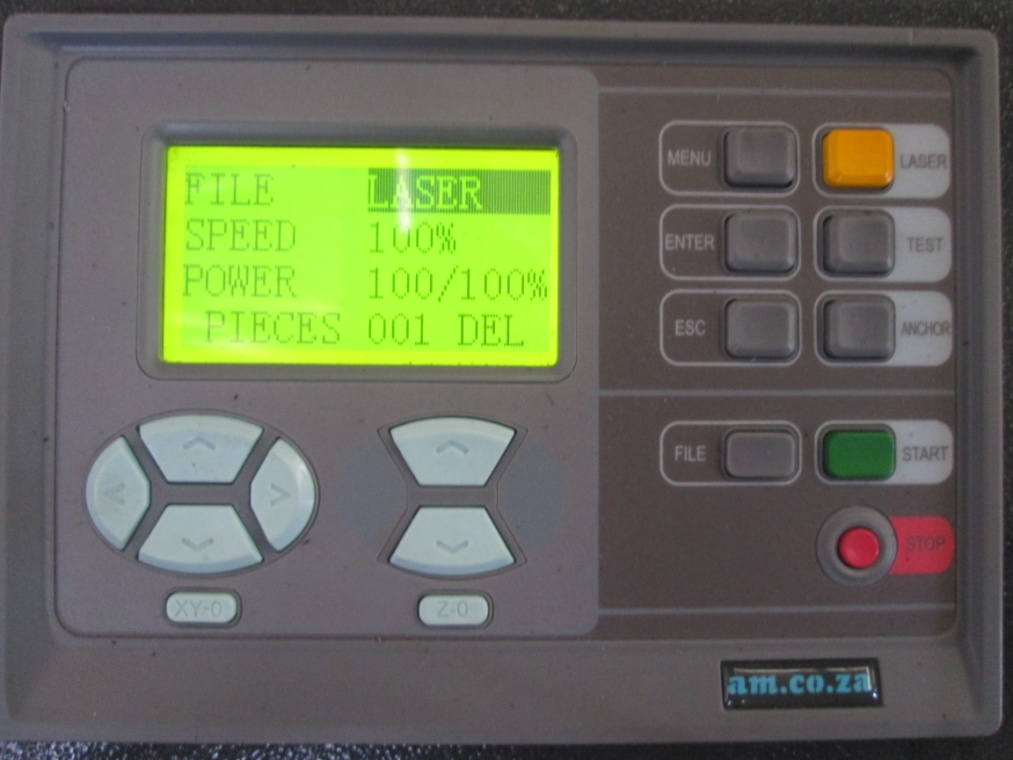 FILE LASER
SPEED 100%
POWER 100/100%
PIECES 001 DEL
MENU LASER
ENTER TEST
ESC ANCHOR
FILE START
STOP
XY-0 Z-0
am.co.za